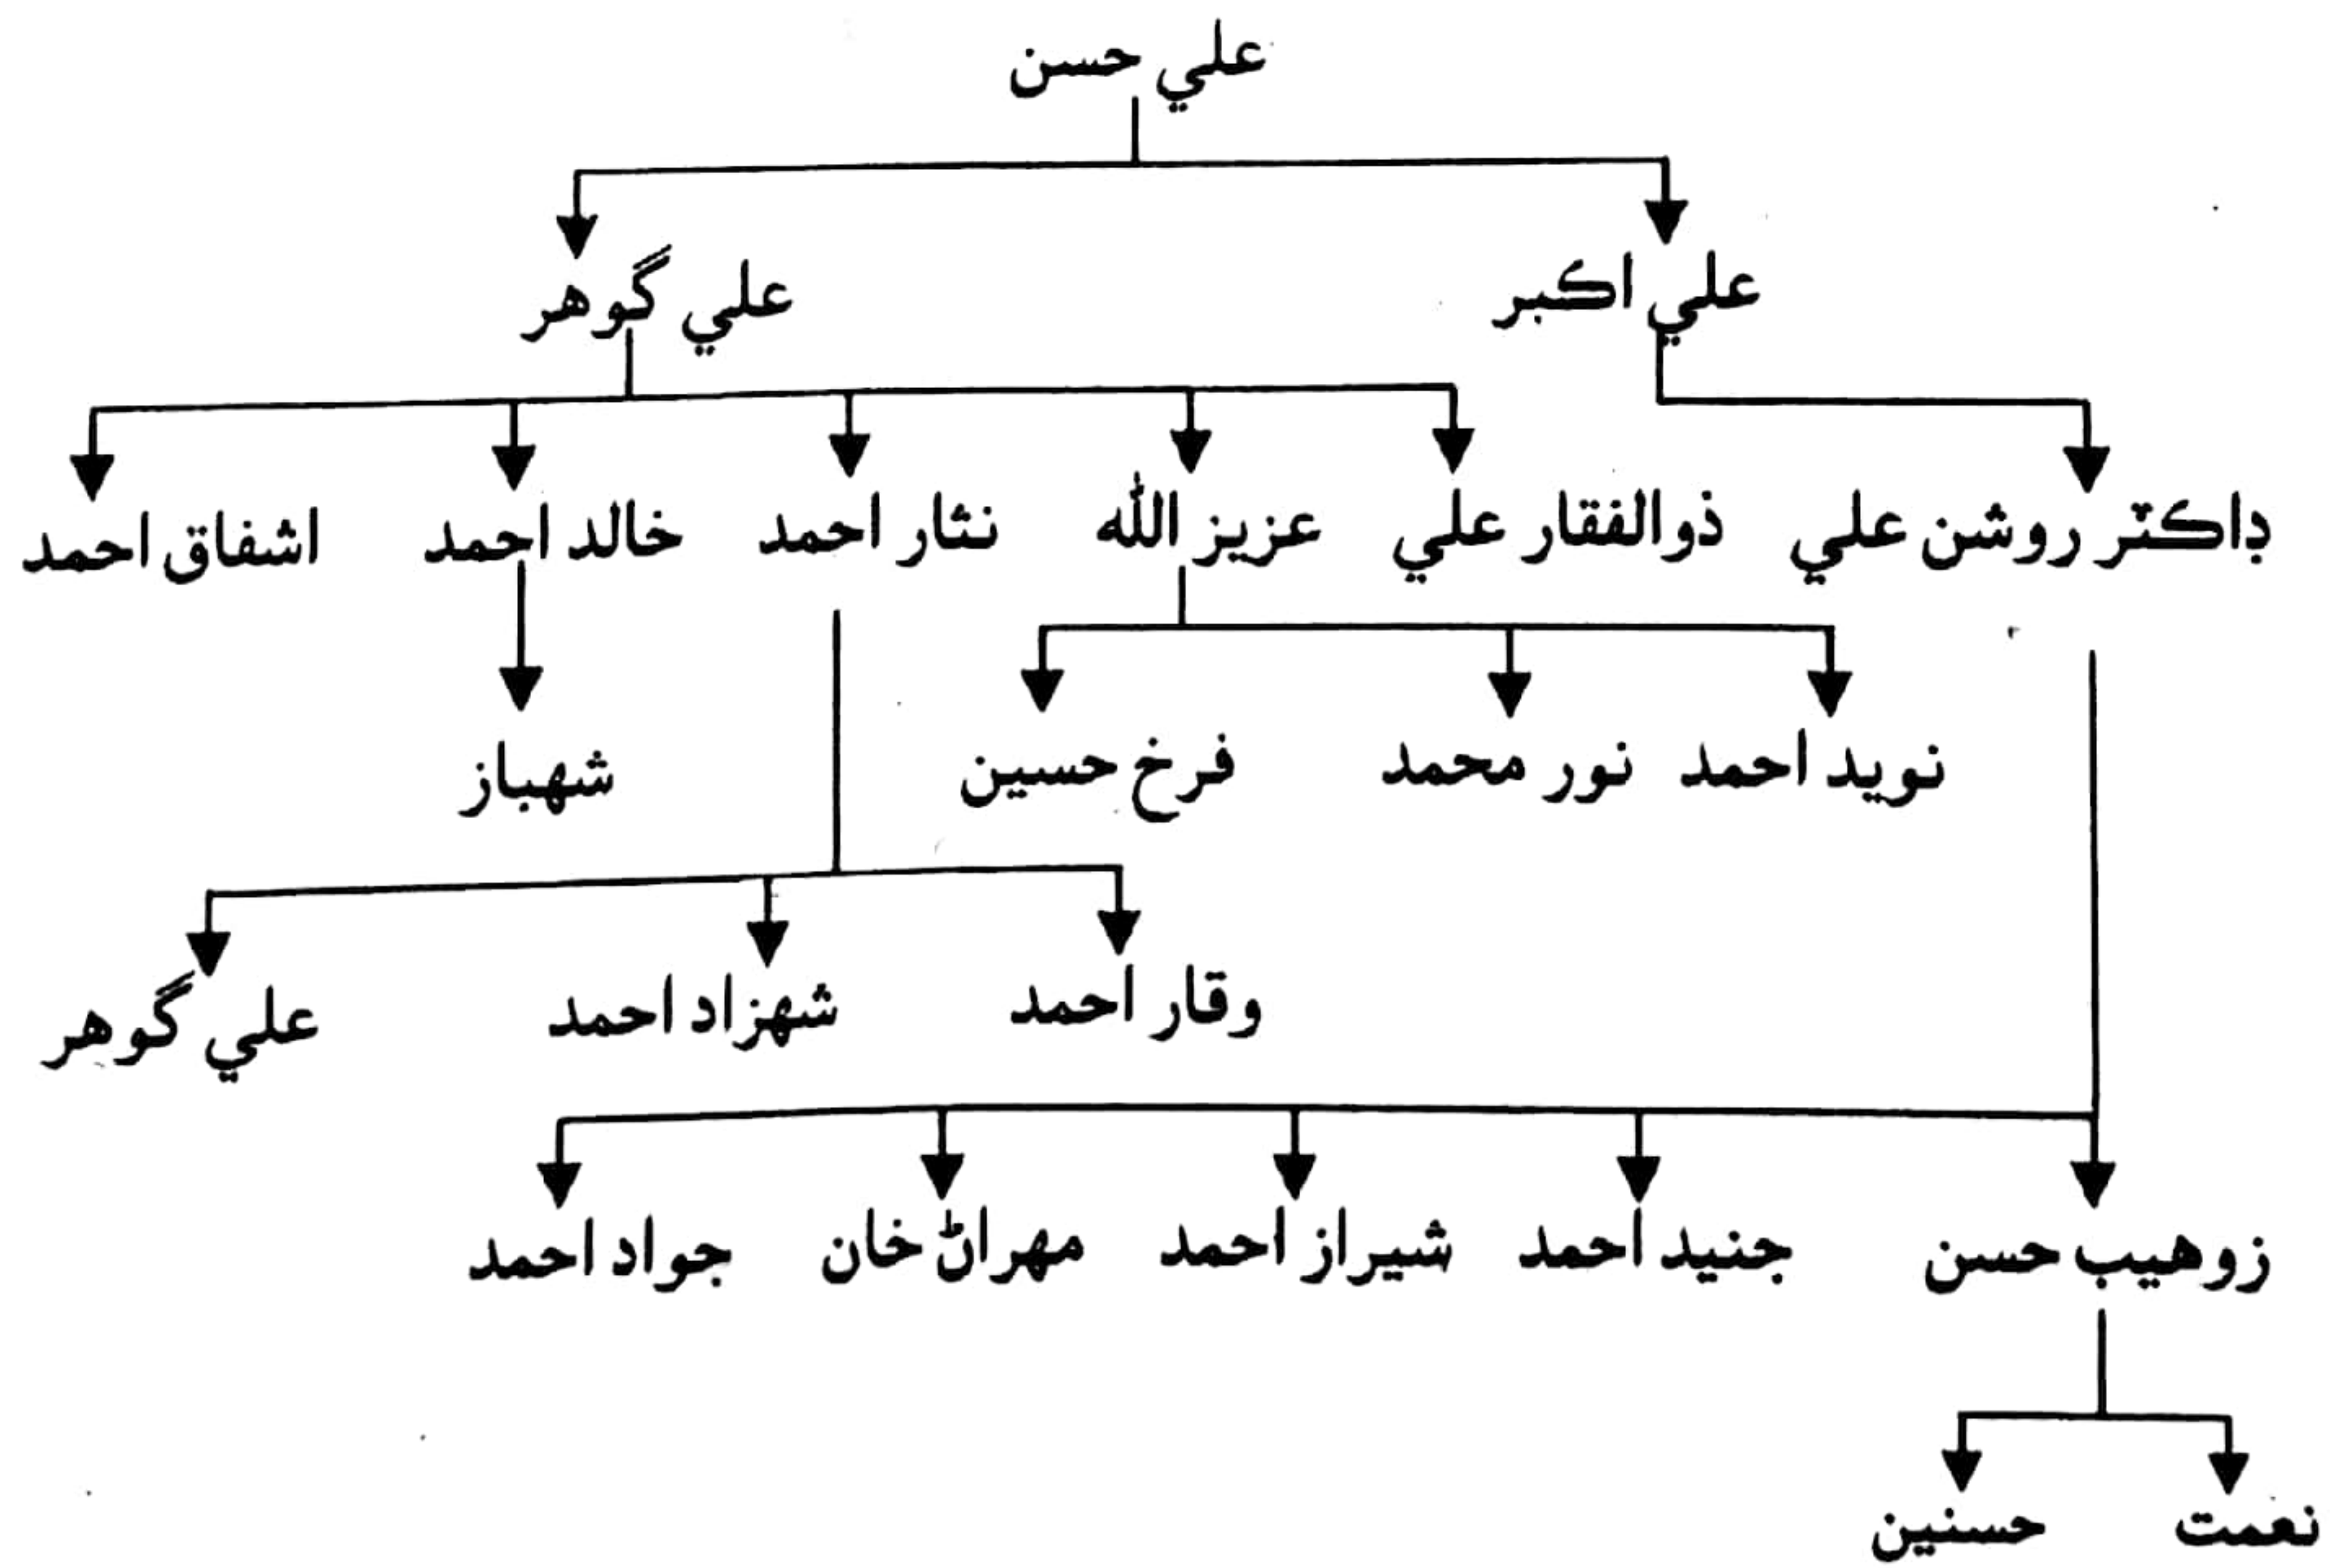 علي حسن
علي اڪبر علي گوهر
ڊاڪٽر روشن علي ذوالفقار علي عزيز الله نثار احمد خالد احمد اشفاق احمد
نويد احمد نور محمد فرخ حسين شهباز
وقار احمد شهزاد احمد علي گوهر
زوهيب حسن جنيد احمد شيراز احمد مهراڻ خان جواد احمد
نعمت حسنين